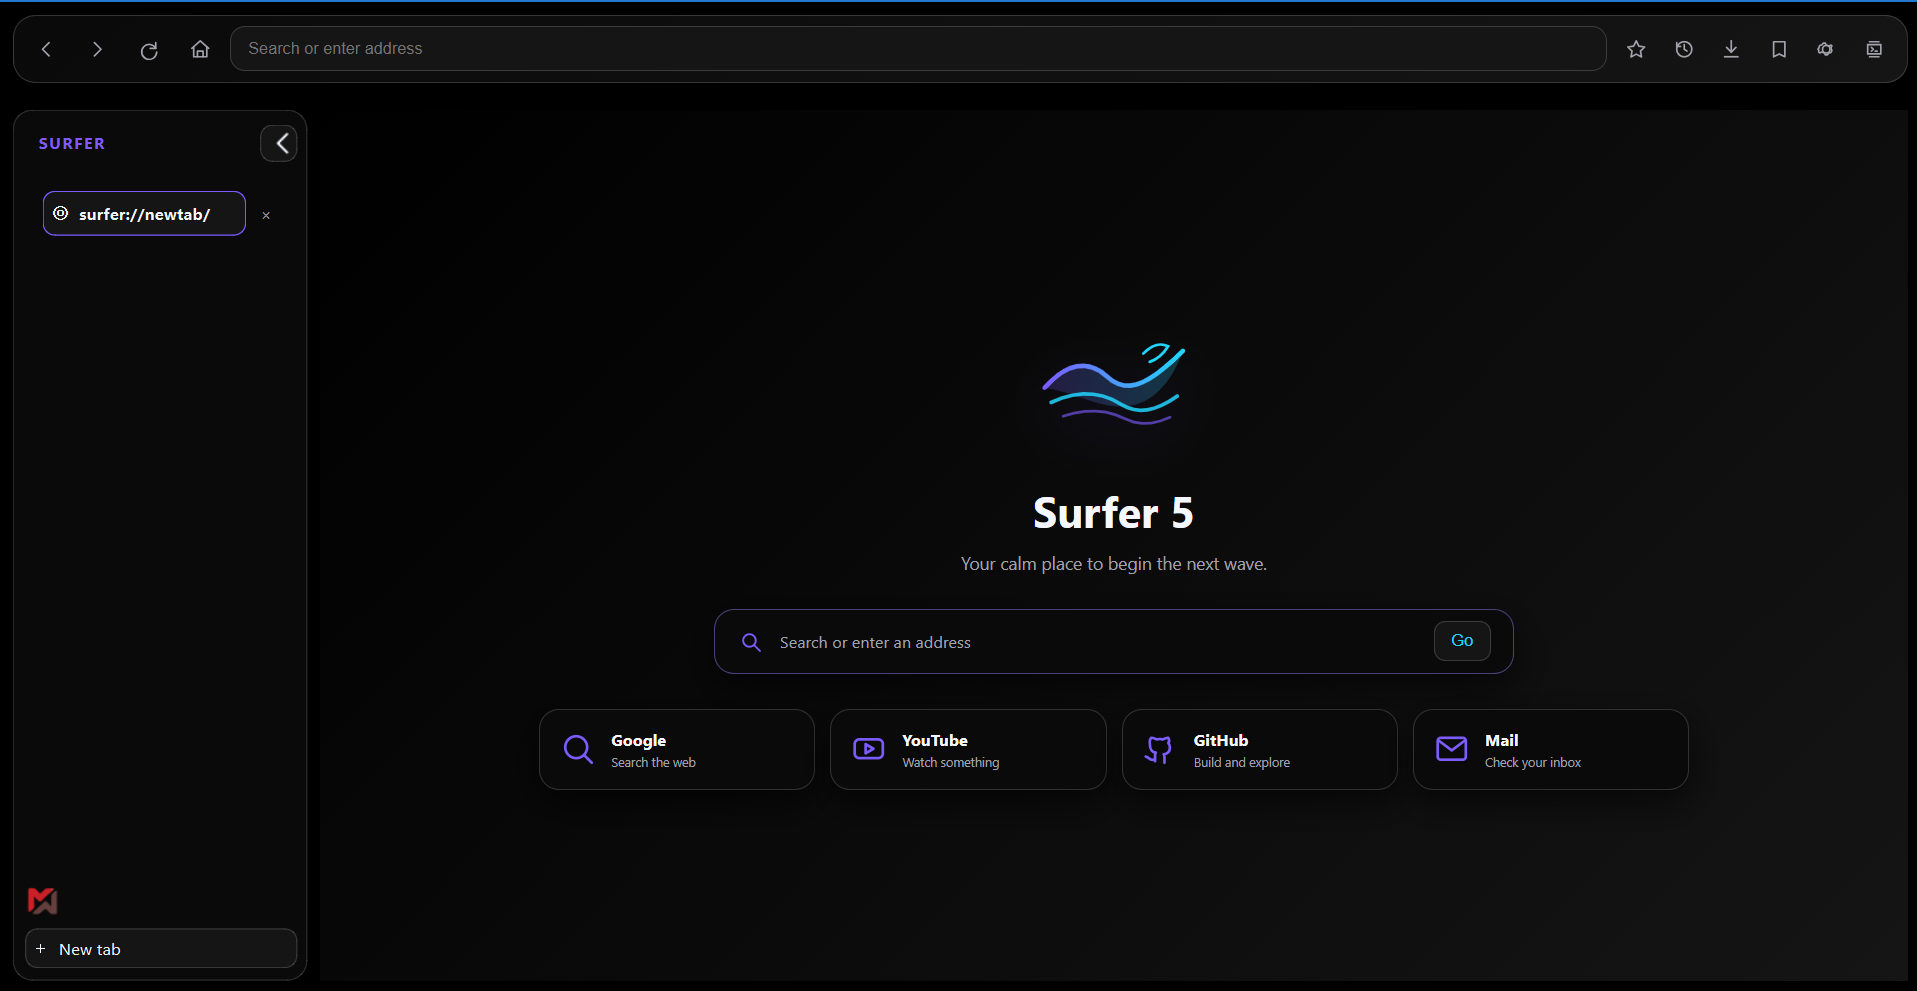 Search or enter address
SURFER
surfer://newtab/
×
Surfer 5
Your calm place to begin the next wave.
Search or enter an address
Go
Google
Search the web
YouTube
Watch something
GitHub
Build and explore
Mail
Check your inbox
+ New tab